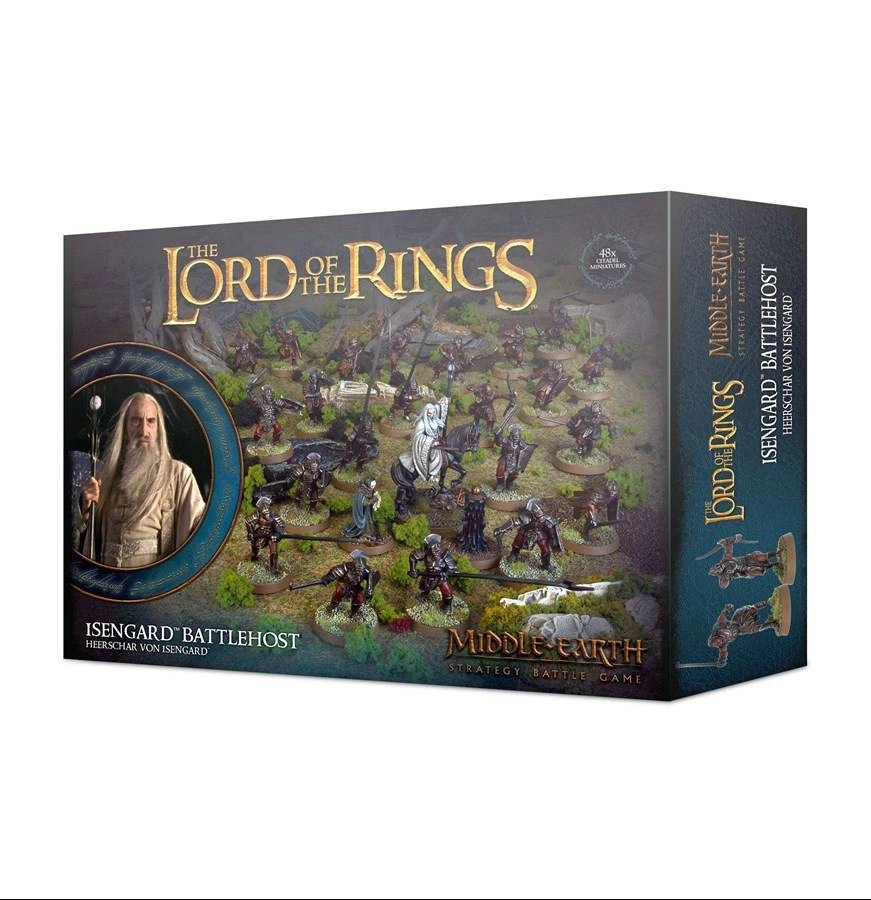 THE
LORD OF THE RINGS
48x
CITADEL
MINIATURES
ISENGARD™ BATTLEHOST
HEERSCHAR VON ISENGARD™
MIDDLE-EARTH
STRATEGY BATTLE GAME
THE
LORD OF THE RINGS
MIDDLE-EARTH
STRATEGY BATTLE GAME
ISENGARD™ BATTLEHOST
HEERSCHAR VON ISENGARD™